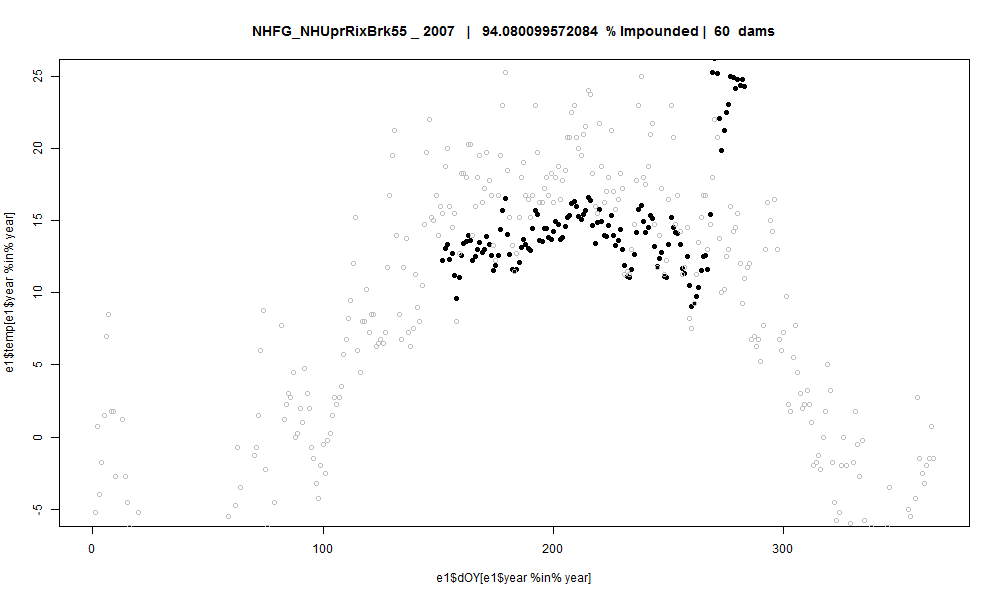 NHFG_NHUprRixBrk55 _ 2007 | 94.080099572084 % Impounded | 60 dams
25
20
15
10
5
0
-5
e1$temp[e1$year %in% year]
0 100 200 300
e1$dOY[e1$year %in% year]